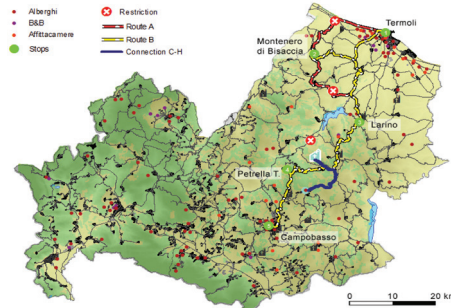 Alberghi
B&B
Affittacamere
Stops
Restriction
Route A
Route B
Connection C-H
Termoli
Montenero
di Bisaccia
Larino
Petrella T.
Campobasso
0 10 20 km